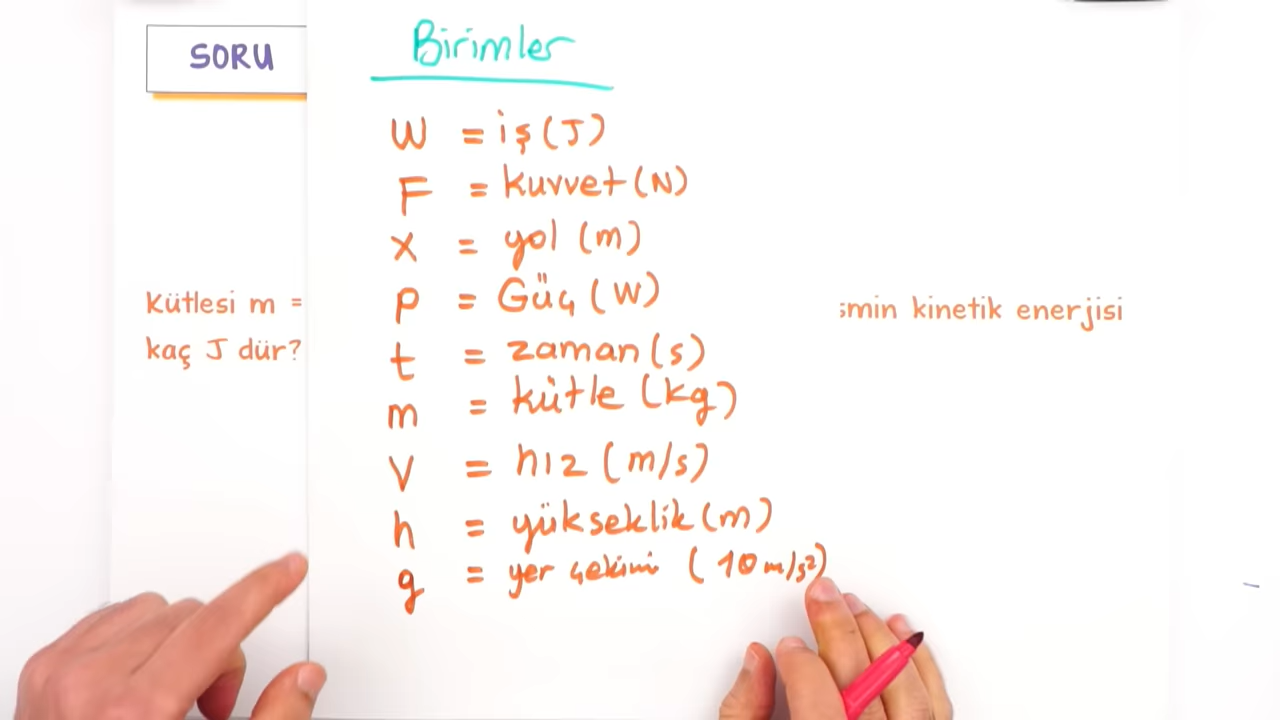 SORU
Birimler
W = iş (J)
F = kuvvet (N)
X = yol (m)
P = Güç (W)
t = zaman (s)
m = kütle (kg)
V = hız (m/s)
h = yükseklik (m)
g = yer çekimi (10 m/s²)
Kütlesi m = smin kinetik enerjisi
kaç J dür?